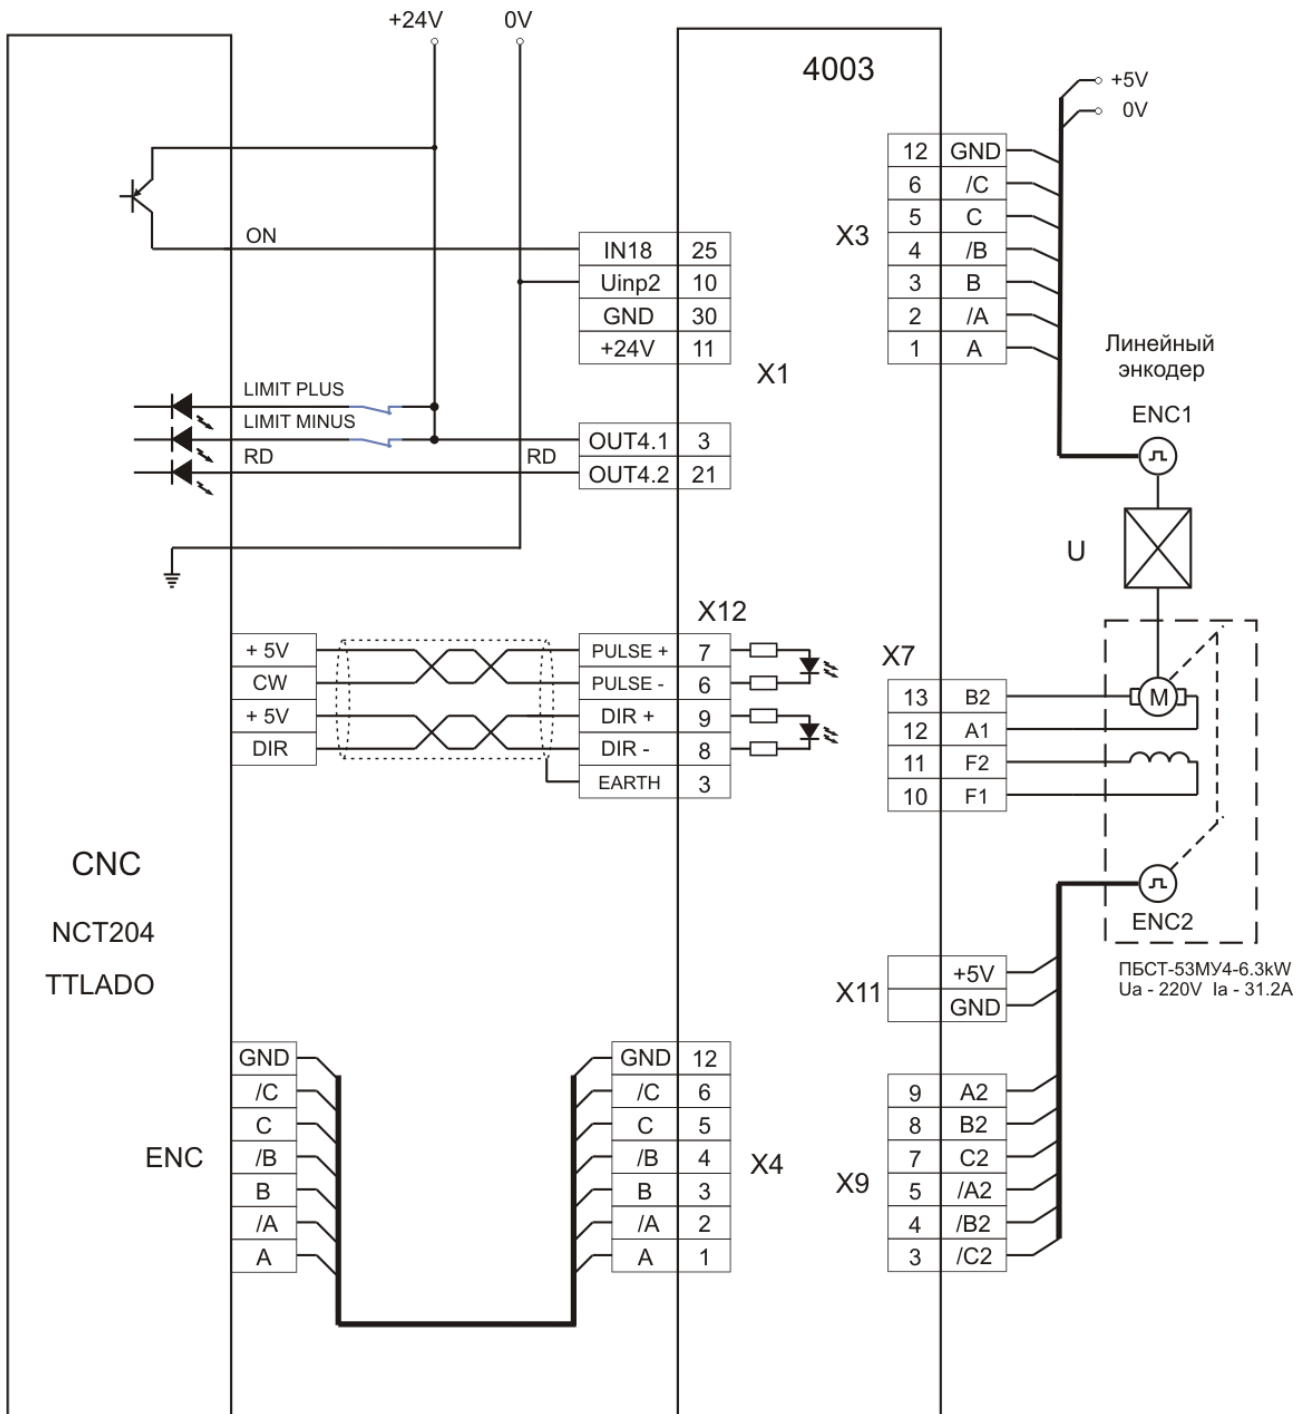 +24V 0V
4003
+5V
0V
ON
IN18 25
Uinp2 10
GND 30
+24V 11
X1
LIMIT PLUS
LIMIT MINUS
RD
RD
OUT4.1 3
OUT4.2 21
X3
12 GND
6 /C
5 C
4 /B
3 B
2 /A
1 A
Линейный
энкодер
ENC1
U
X12
+ 5V
CW
+ 5V
DIR
PULSE + 7
PULSE - 6
DIR + 9
DIR - 8
EARTH 3
X7
13 B2
12 A1
11 F2
10 F1
M
ENC2
ПБСТ-53МУ4-6.3kW
Ua - 220V Ia - 31.2A
CNC
NCT204
TTLADO
X11
+5V
GND
ENC
GND
/C
C
/B
B
/A
A
GND 12
/C 6
C 5
/B 4
B 3
/A 2
A 1
X4
X9
9 A2
8 B2
7 C2
5 /A2
4 /B2
3 /C2